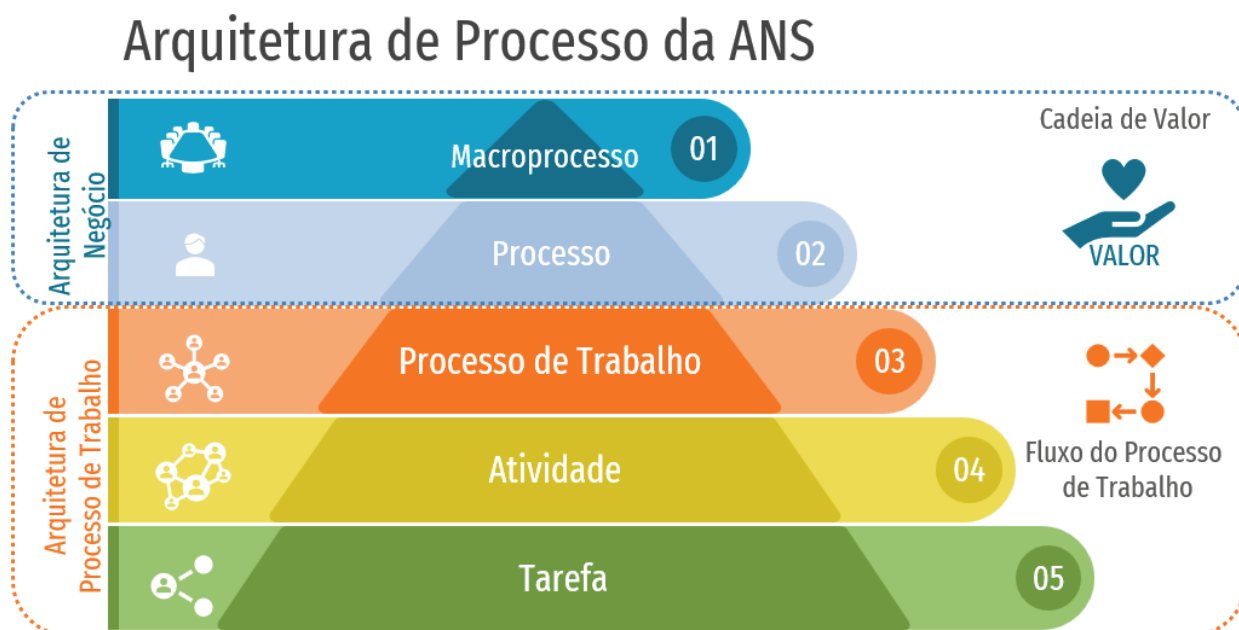 Arquitetura de Processo da ANS
Arquitetura de
Negócio
Macroprocesso
01
Cadeia de Valor
VALOR
Processo
02
Arquitetura de
Processo de Trabalho
Processo de Trabalho
03
Atividade
04
Fluxo do Processo
de Trabalho
Tarefa
05